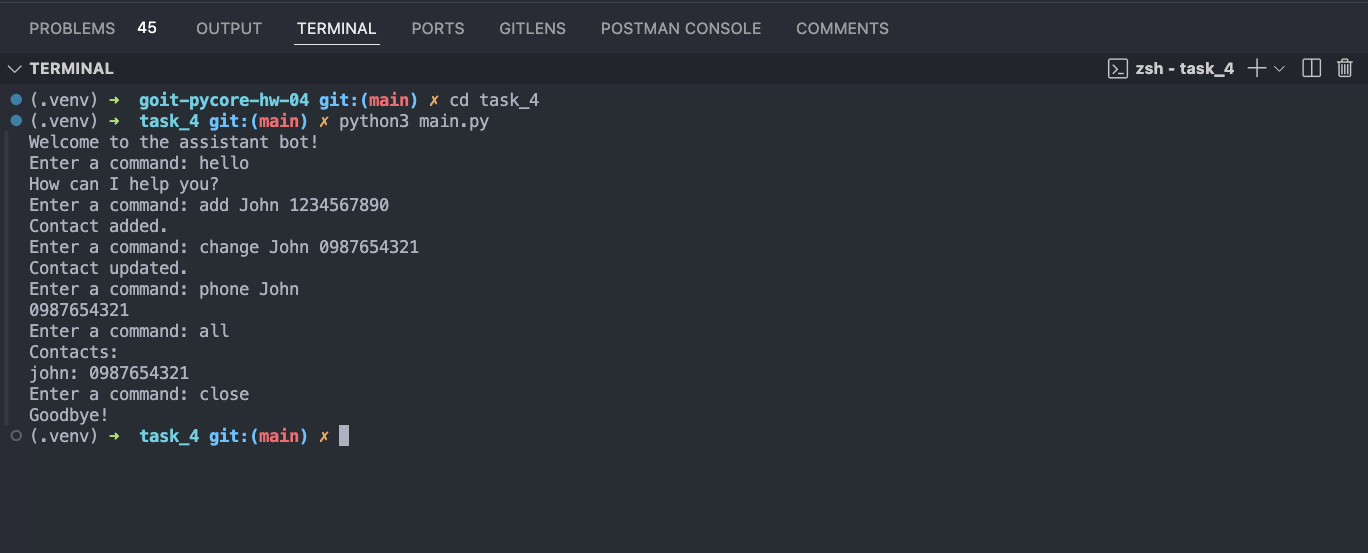 PROBLEMS 45 OUTPUT TERMINAL PORTS GITLENS POSTMAN CONSOLE COMMENTS
TERMINAL zsh - task_4
(.venv) ➜ goit-pycore-hw-04 git:(main) ✗ cd task_4
(.venv) ➜ task_4 git:(main) ✗ python3 main.py
Welcome to the assistant bot!
Enter a command: hello
How can I help you?
Enter a command: add John 1234567890
Contact added.
Enter a command: change John 0987654321
Contact updated.
Enter a command: phone John
0987654321
Enter a command: all
Contacts:
john: 0987654321
Enter a command: close
Goodbye!
(.venv) ➜ task_4 git:(main) ✗